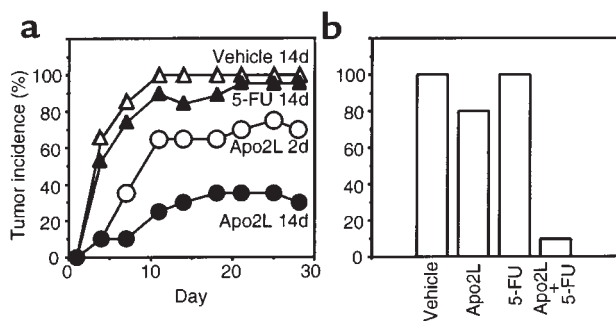 a
Tumor incidence (%)
100
80
60
40
20
0
Vehicle 14d
5-FU 14d
Apo2L 2d
Apo2L 14d
0
10
20
30
Day
b
100
80
60
40
20
0
Vehicle
Apo2L
5-FU
Apo2L
+
5-FU